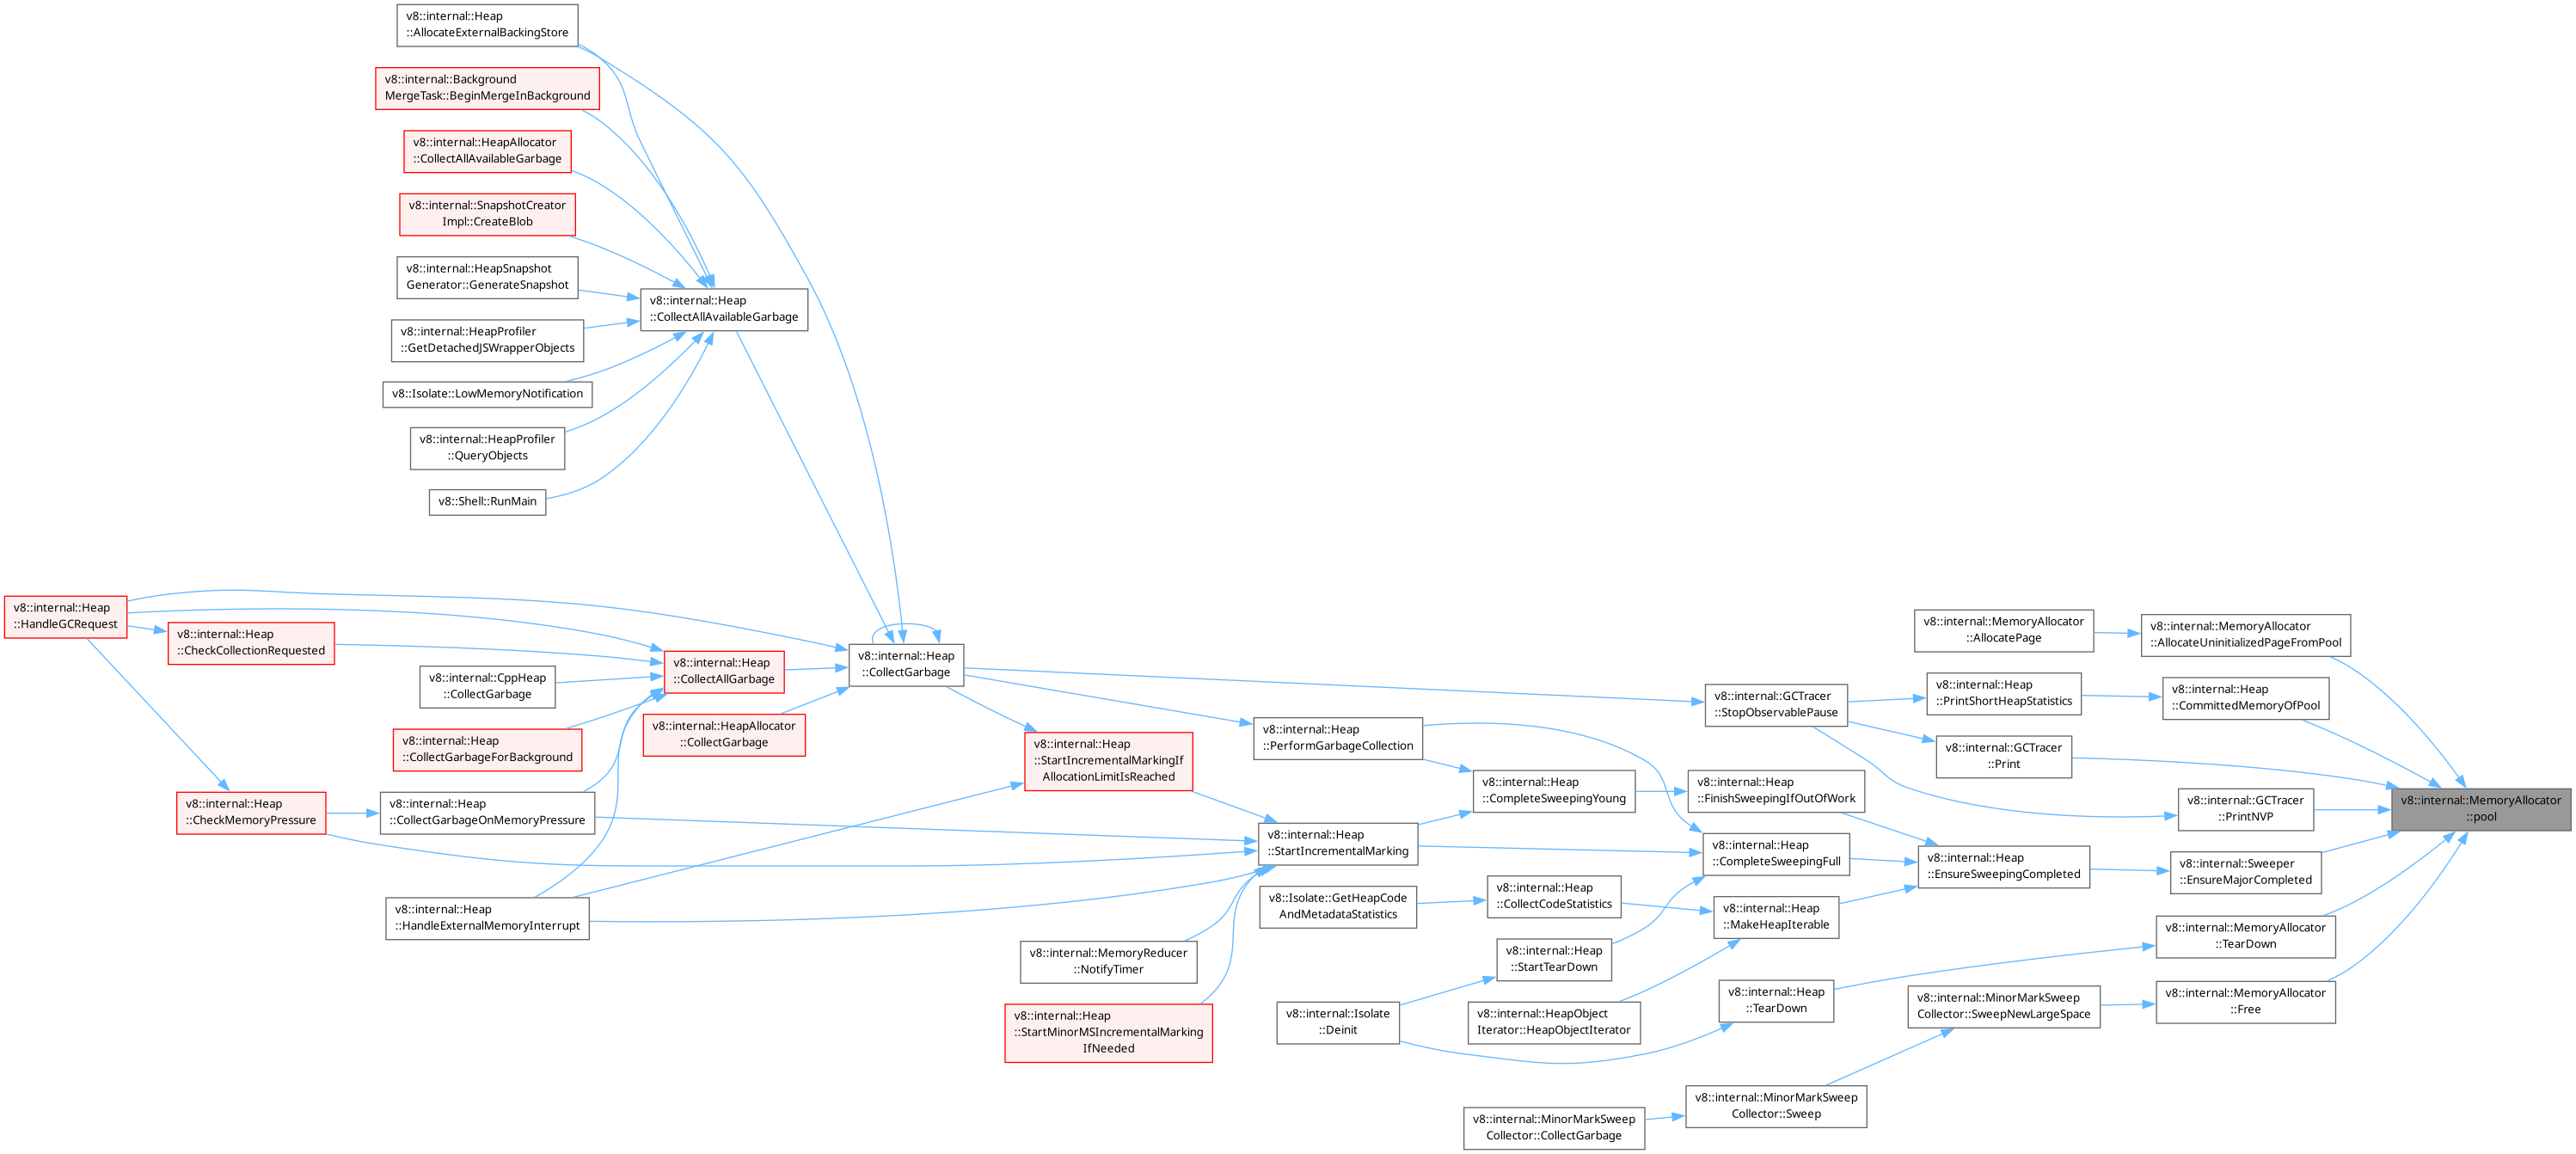 v8::internal::Heap
::AllocateExternalBackingStore
v8::internal::Background
MergeTask::BeginMergeInBackground
v8::internal::HeapAllocator
::CollectAllAvailableGarbage
v8::internal::SnapshotCreator
Impl::CreateBlob
v8::internal::HeapSnapshot
Generator::GenerateSnapshot
v8::internal::Heap
::CollectAllAvailableGarbage
v8::internal::HeapProfiler
::GetDetachedJSWrapperObjects
v8::Isolate::LowMemoryNotification
v8::internal::HeapProfiler
::QueryObjects
v8::Shell::RunMain
v8::internal::Heap
::HandleGCRequest
v8::internal::Heap
::CheckCollectionRequested
v8::internal::CppHeap
::CollectGarbage
v8::internal::Heap
::CollectGarbageForBackground
v8::internal::Heap
::CheckMemoryPressure
v8::internal::Heap
::CollectGarbageOnMemoryPressure
v8::internal::Heap
::HandleExternalMemoryInterrupt
v8::internal::Heap
::CollectAllGarbage
v8::internal::HeapAllocator
::CollectGarbage
v8::internal::Heap
::CollectGarbage
v8::internal::Heap
::StartIncrementalMarkingIf
AllocationLimitIsReached
v8::internal::MemoryReducer
::NotifyTimer
v8::internal::Heap
::StartMinorMSIncrementalMarking
IfNeeded
v8::internal::Heap
::PerformGarbageCollection
v8::internal::Heap
::StartIncrementalMarking
v8::Isolate::GetHeapCode
AndMetadataStatistics
v8::internal::Isolate
::Deinit
v8::internal::Heap
::CompleteSweepingYoung
v8::internal::Heap
::CollectCodeStatistics
v8::internal::Heap
::StartTearDown
v8::internal::HeapObject
Iterator::HeapObjectIterator
v8::internal::MinorMarkSweep
Collector::CollectGarbage
v8::internal::GCTracer
::StopObservablePause
v8::internal::Heap
::FinishSweepingIfOutOfWork
v8::internal::Heap
::CompleteSweepingFull
v8::internal::Heap
::MakeHeapIterable
v8::internal::Heap
::TearDown
v8::internal::MinorMarkSweep
Collector::Sweep
v8::internal::MemoryAllocator
::AllocatePage
v8::internal::Heap
::PrintShortHeapStatistics
v8::internal::GCTracer
::Print
v8::internal::Heap
::EnsureSweepingCompleted
v8::internal::MinorMarkSweep
Collector::SweepNewLargeSpace
v8::internal::MemoryAllocator
::AllocateUninitializedPageFromPool
v8::internal::Heap
::CommittedMemoryOfPool
v8::internal::GCTracer
::PrintNVP
v8::internal::Sweeper
::EnsureMajorCompleted
v8::internal::MemoryAllocator
::TearDown
v8::internal::MemoryAllocator
::Free
v8::internal::MemoryAllocator
::pool